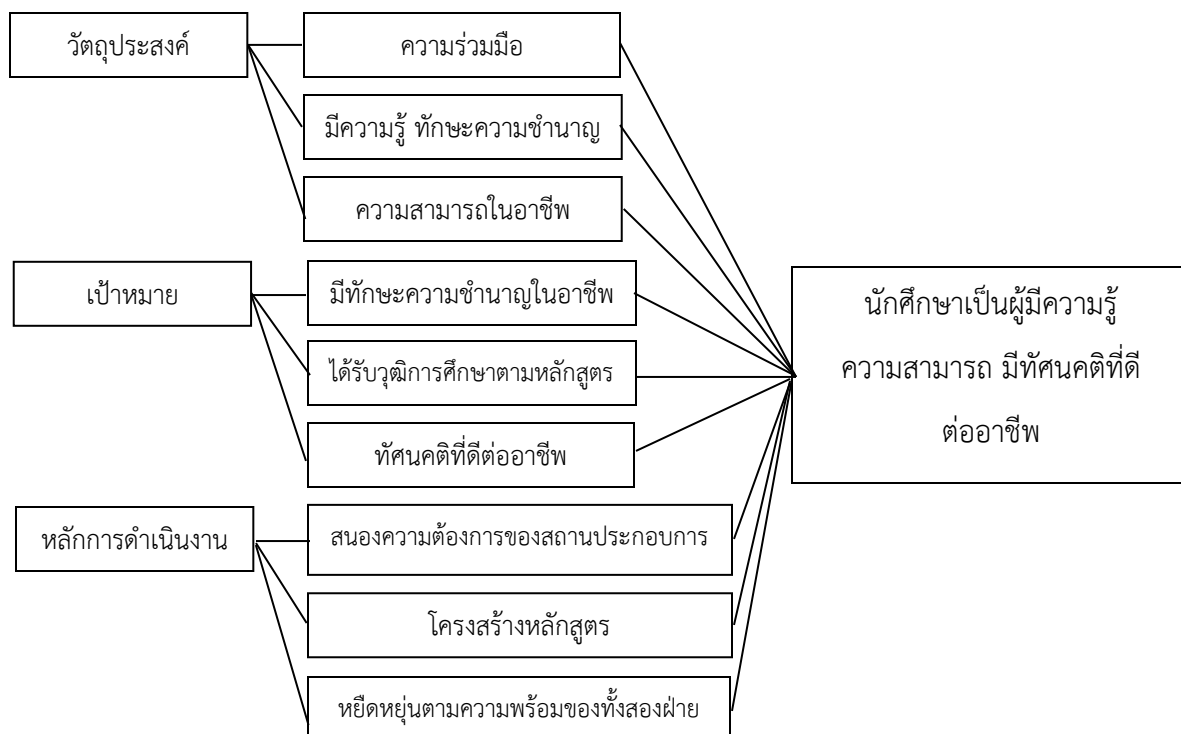 วัตถุประสงค์
ความร่วมมือ
มีความรู้ ทักษะความชำนาญ
ความสามารถในอาชีพ
เป้าหมาย
มีทักษะความชำนาญในอาชีพ
ได้รับวุฒิการศึกษาตามหลักสูตร
ทัศนคติที่ดีต่ออาชีพ
หลักการดำเนินงาน
สนองความต้องการของสถานประกอบการ
โครงสร้างหลักสูตร
หยืดหยุ่นตามความพร้อมของทั้งสองฝ่าย
นักศึกษาเป็นผู้มีความรู้
ความสามารถ มีทัศนคติที่ดี
ต่ออาชีพ